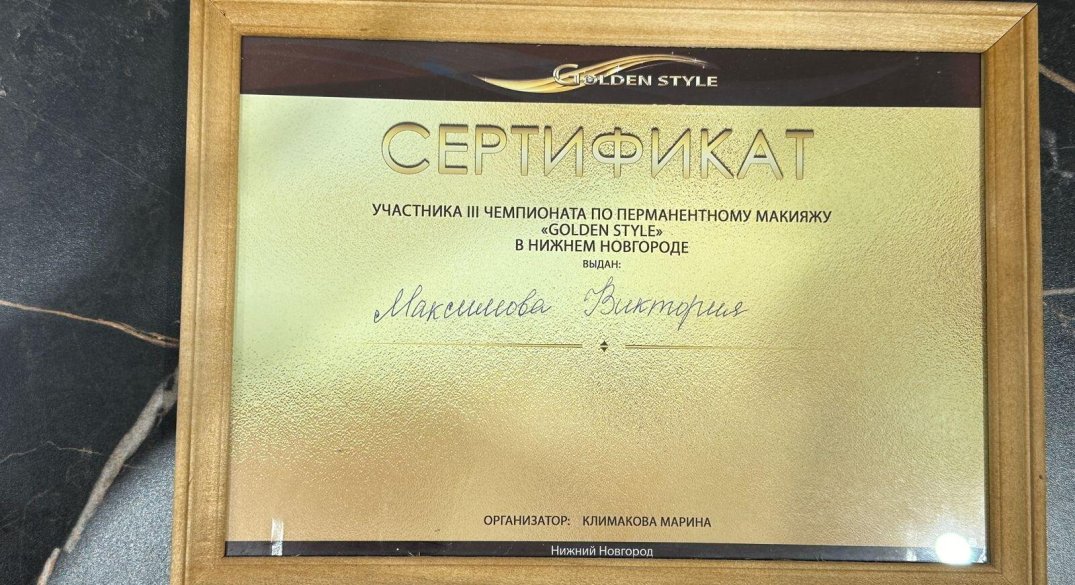 GOLDEN STYLE
СЕРТИФИКАТ
УЧАСТНИКА III ЧЕМПИОНАТА ПО ПЕРМАНЕНТНОМУ МАКИЯЖУ
«GOLDEN STYLE»
В НИЖНЕМ НОВГОРОДЕ
ВЫДАН:
Максимова Виктория
ОРГАНИЗАТОР: КЛИМАКОВА МАРИНА
Нижний Новгород